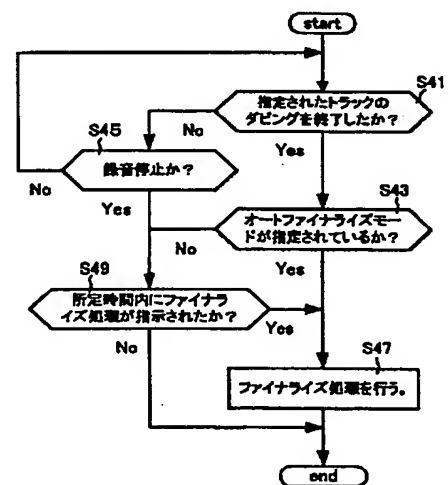 start
S41
指定されたトラックの
ダビングを終了したか?
No
Yes
S45
録音停止か?
No
Yes
S43
オートファイナライズモー
ドが指定されているか?
No
Yes
S49
所定時間内にファイナラ
イズ処理が指示されたか?
Yes
No
S47
ファイナライズ処理を行う。
end